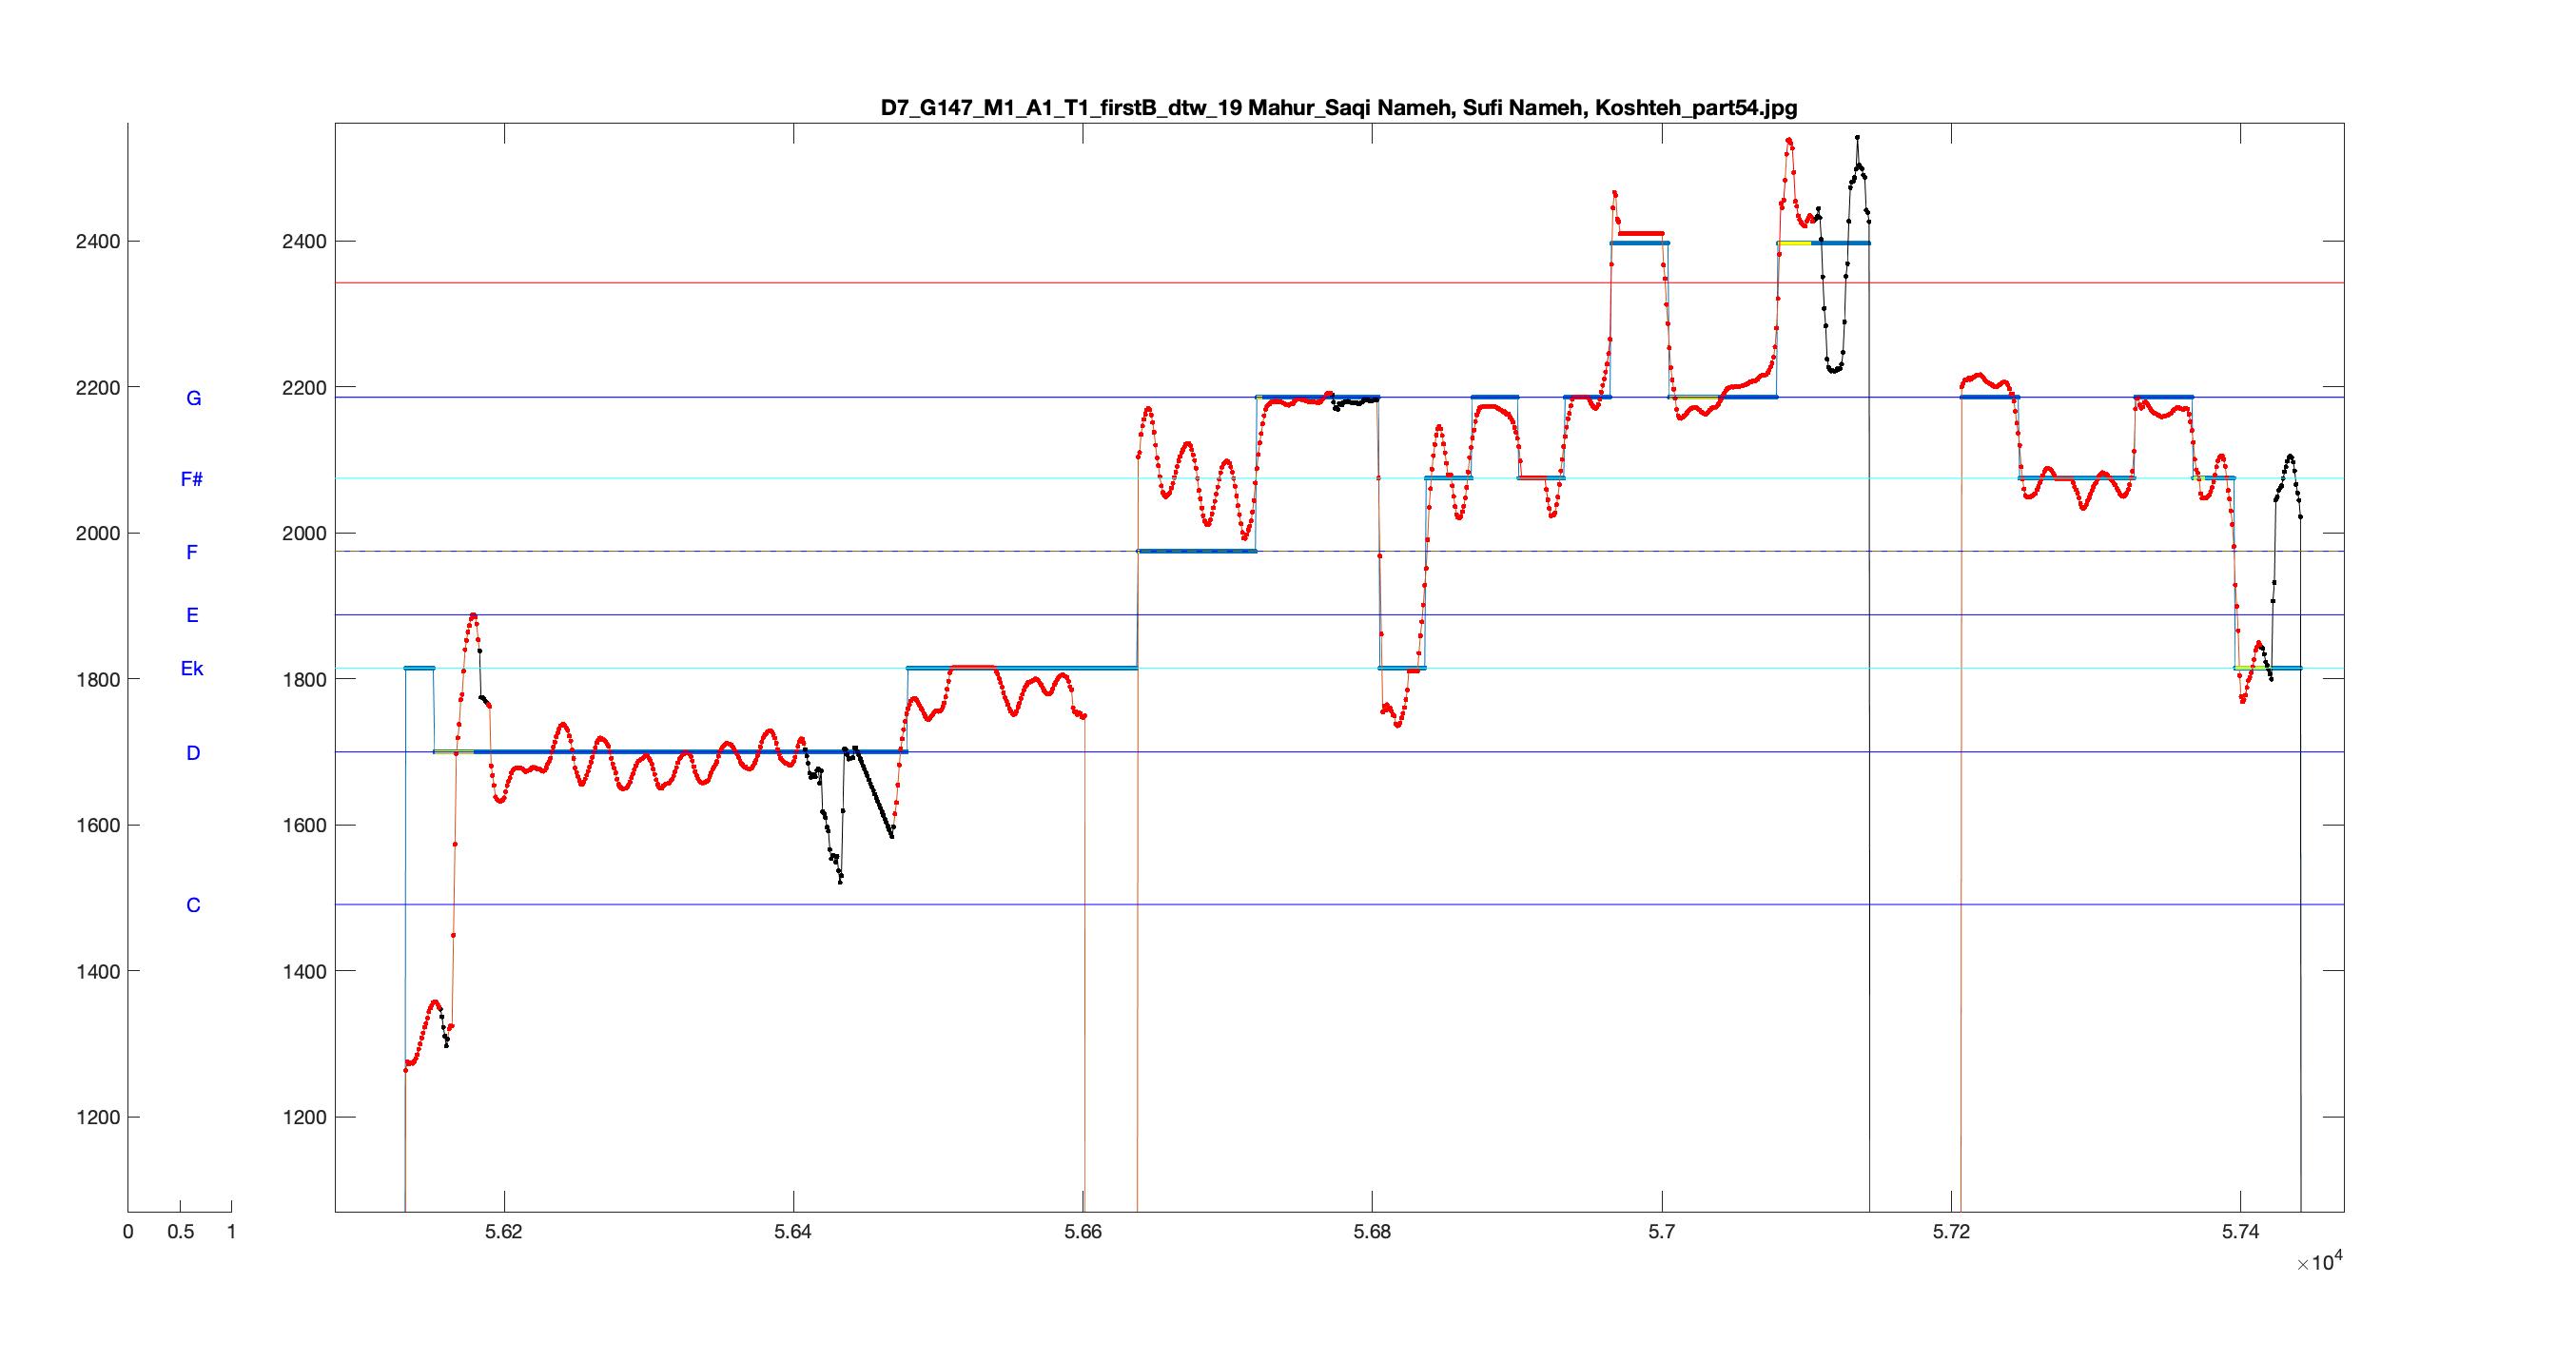 D7_G147_M1_A1_T1_firstB_dtw_19 Mahur_Saqi Nameh, Sufi Nameh, Koshteh_part54.jpg
2400 2400
2200 2200
G
F#
2000 2000
F
E
Ek
1800 1800
D
1600 1600
C
1400 1400
1200 1200
0 0.5 1 5.62 5.64 5.66 5.68 5.7 5.72 5.74
×10^4